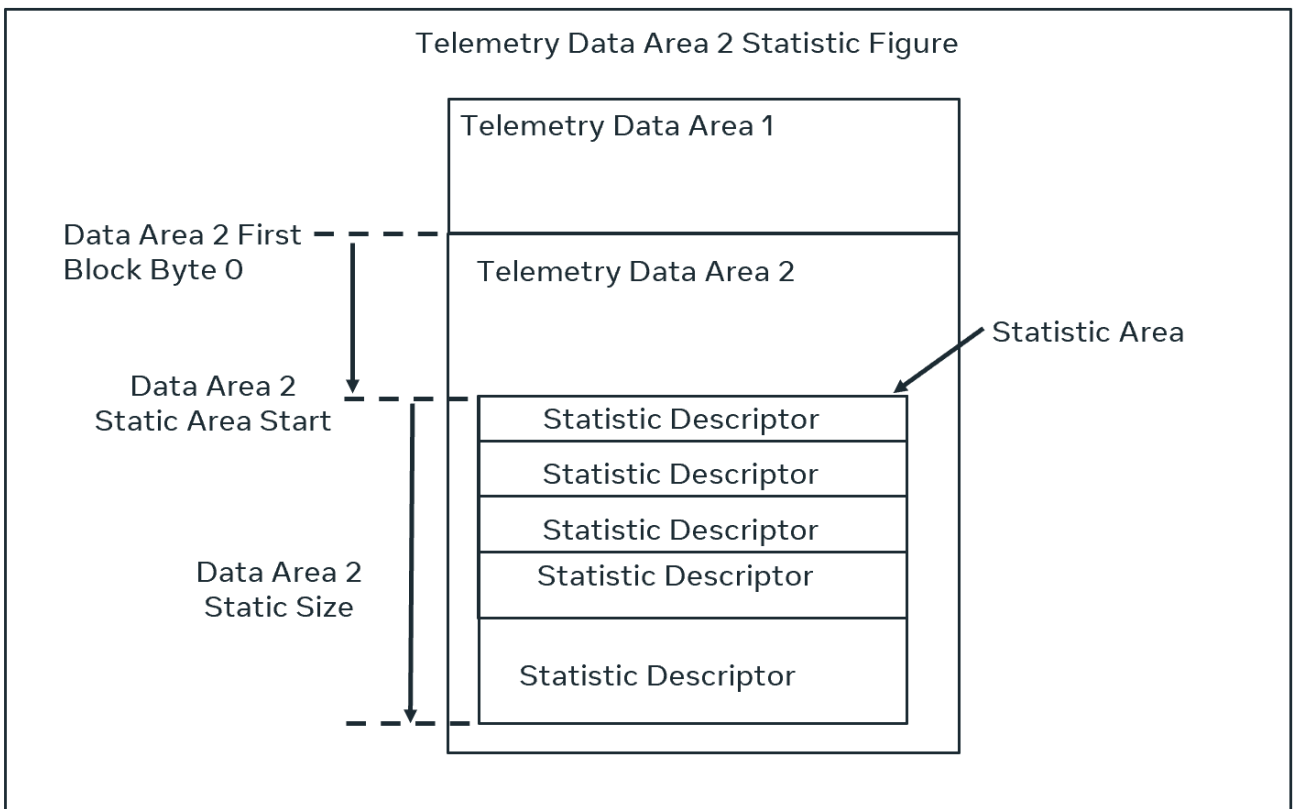 Telemetry Data Area 2 Statistic Figure
Telemetry Data Area 1
Data Area 2 First
Block Byte 0
Telemetry Data Area 2
Statistic Area
Data Area 2
Static Area Start
Statistic Descriptor
Statistic Descriptor
Statistic Descriptor
Statistic Descriptor
Data Area 2
Static Size
Statistic Descriptor